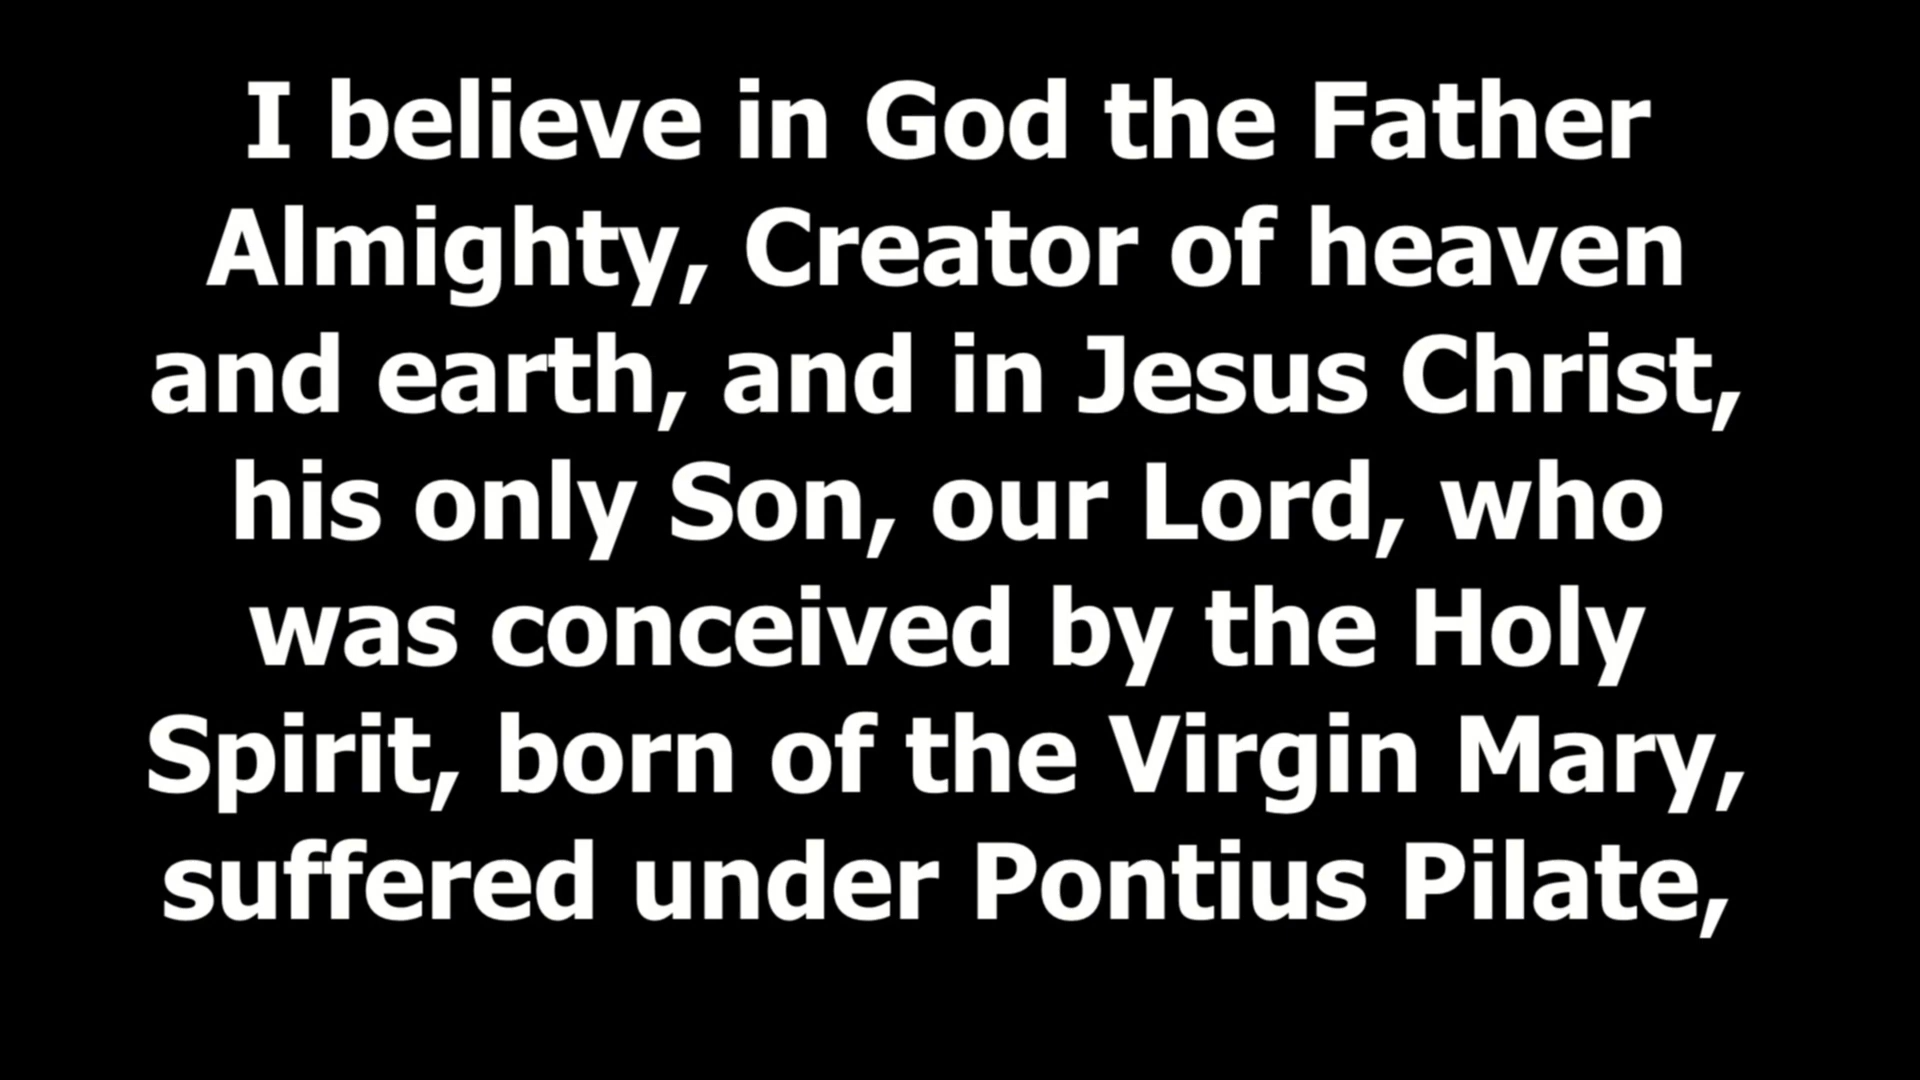 I believe in God the Father
Almighty, Creator of heaven
and earth, and in Jesus Christ,
his only Son, our Lord, who
was conceived by the Holy
Spirit, born of the Virgin Mary,
suffered under Pontius Pilate,